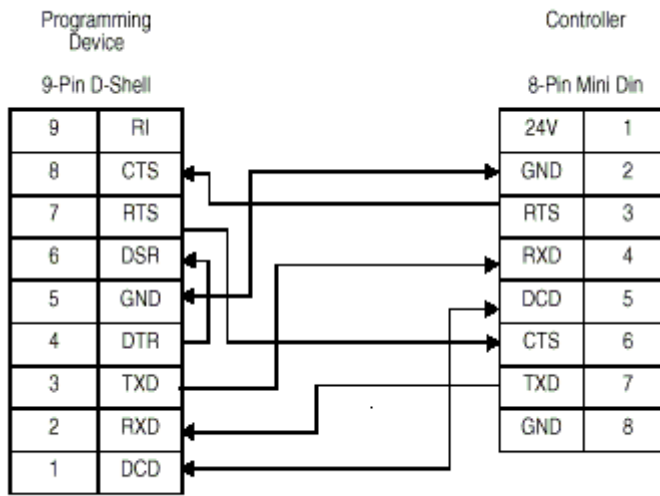 Programming
Device
Controller
9-Pin D-Shell
8-Pin Mini Din
9 RI
24V 1
8 CTS
GND 2
7 RTS
RTS 3
6 DSR
RXD 4
5 GND
DCD 5
4 DTR
CTS 6
3 TXD
TXD 7
2 RXD
GND 8
1 DCD